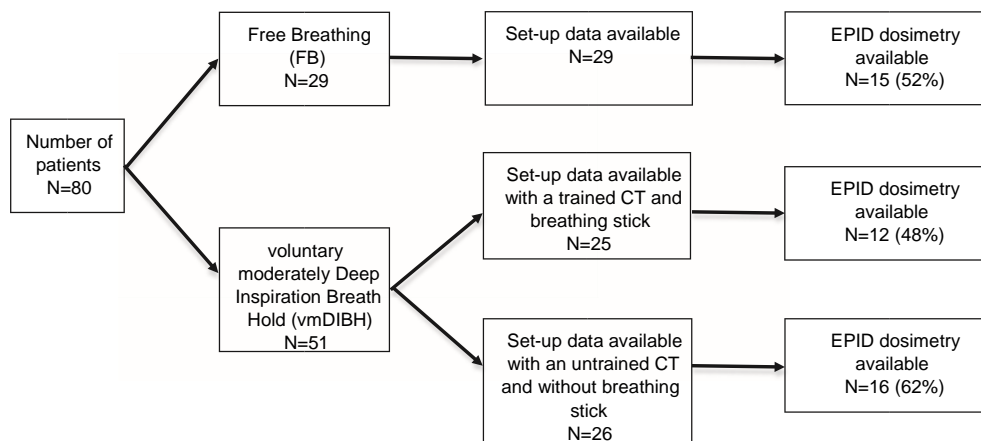 Number of
patients
N=80
Free Breathing
(FB)
N=29
Set-up data available
N=29
EPID dosimetry
available
N=15 (52%)
voluntary
moderately Deep
Inspiration Breath
Hold (vmDIBH)
N=51
Set-up data available
with a trained CT and
breathing stick
N=25
EPID dosimetry
available
N=12 (48%)
Set-up data available
with an untrained CT
and without breathing
stick
N=26
EPID dosimetry
available
N=16 (62%)